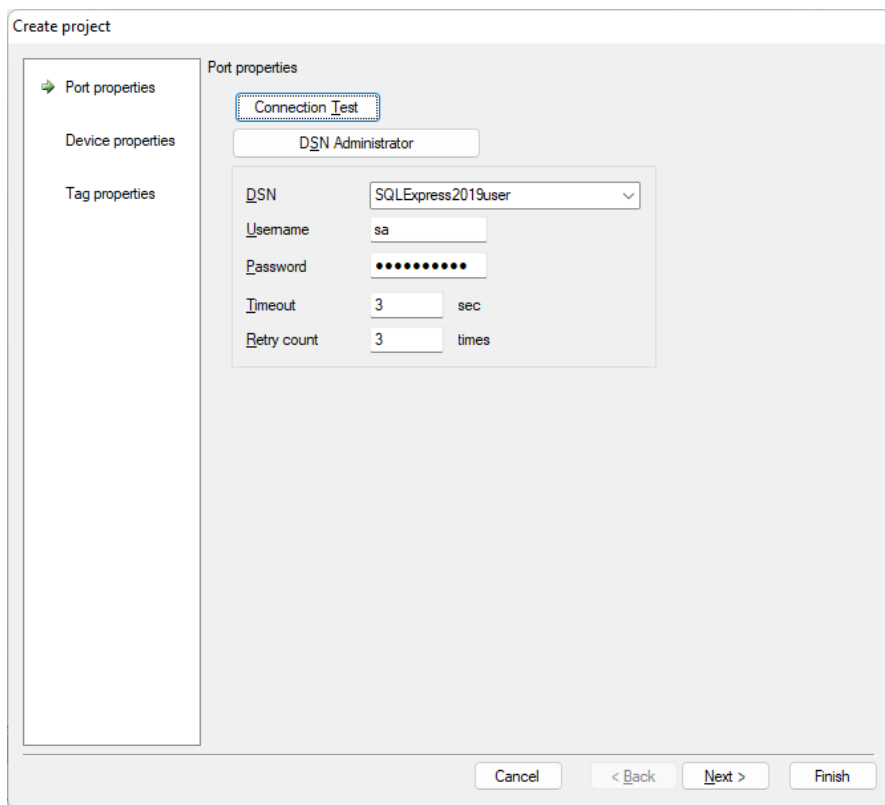 Create project
Port properties
Device properties
Tag properties
Port properties
Connection Test
DSN Administrator
DSN SQLExpress2019user
Username sa
Password ●●●●●●●●●●
Timeout 3 sec
Retry count 3 times
Cancel < Back Next > Finish